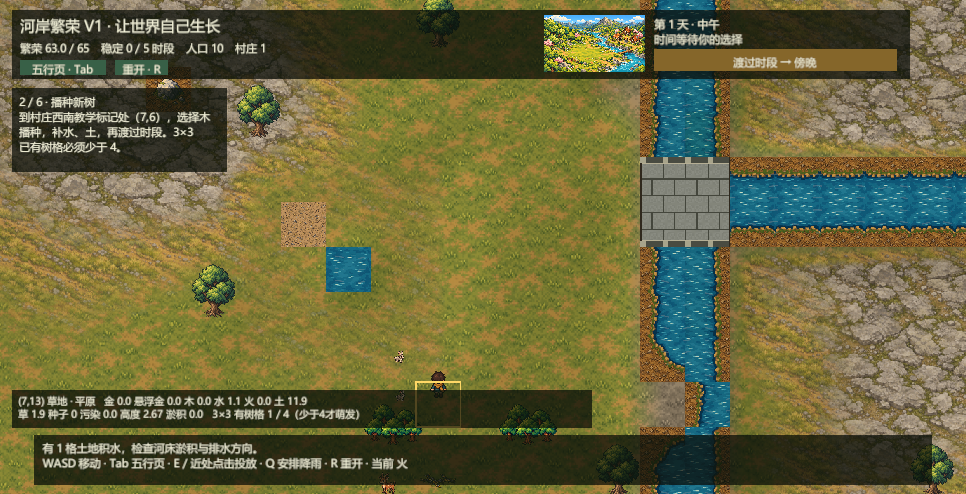 河岸繁荣 V1 · 让世界自己生长
繁荣 63.0 / 65 稳定 0 / 5 时段 人口 10 村庄 1
五行页 · Tab 重开 · R
第 1 天 · 中午
时间等待你的选择
渡过时段 → 傍晚
2 / 6 · 播种新树
到村庄西南教学标记处（7,6），选择木
播种，补水、土，再渡过时段。3×3
已有树格必须少于 4。
(7,13) 草地 · 平原 金 0.0 悬浮金 0.0 木 0.0 水 1.1 火 0.0 土 11.9
草 1.9 种子 0 污染 0.0 高度 2.67 淤积 0.0 3×3 有树格 1 / 4（少于4才萌发）
有 1 格土地积水，检查河床淤积与排水方向。
WASD 移动 · Tab 五行页 · E / 近处点击投放 · Q 安排降雨 · R 重开 · 当前 火